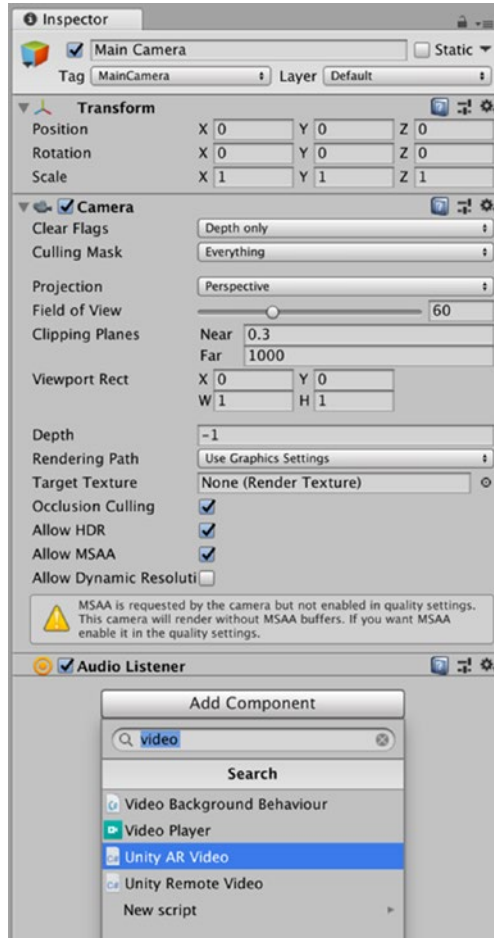 Inspector
Main Camera Static
Tag MainCamera Layer Default
Transform
Position X 0 Y 0 Z 0
Rotation X 0 Y 0 Z 0
Scale X 1 Y 1 Z 1
Camera
Clear Flags Depth only
Culling Mask Everything
Projection Perspective
Field of View 60
Clipping Planes Near 0.3
Far 1000
Viewport Rect X 0 Y 0
W 1 H 1
Depth -1
Rendering Path Use Graphics Settings
Target Texture None (Render Texture)
Occlusion Culling
Allow HDR
Allow MSAA
Allow Dynamic Resoluti
MSAA is requested by the camera but not enabled in quality settings.
This camera will render without MSAA buffers. If you want MSAA
enable it in the quality settings.
Audio Listener
Add Component
video
Search
Video Background Behaviour
Video Player
Unity AR Video
Unity Remote Video
New script